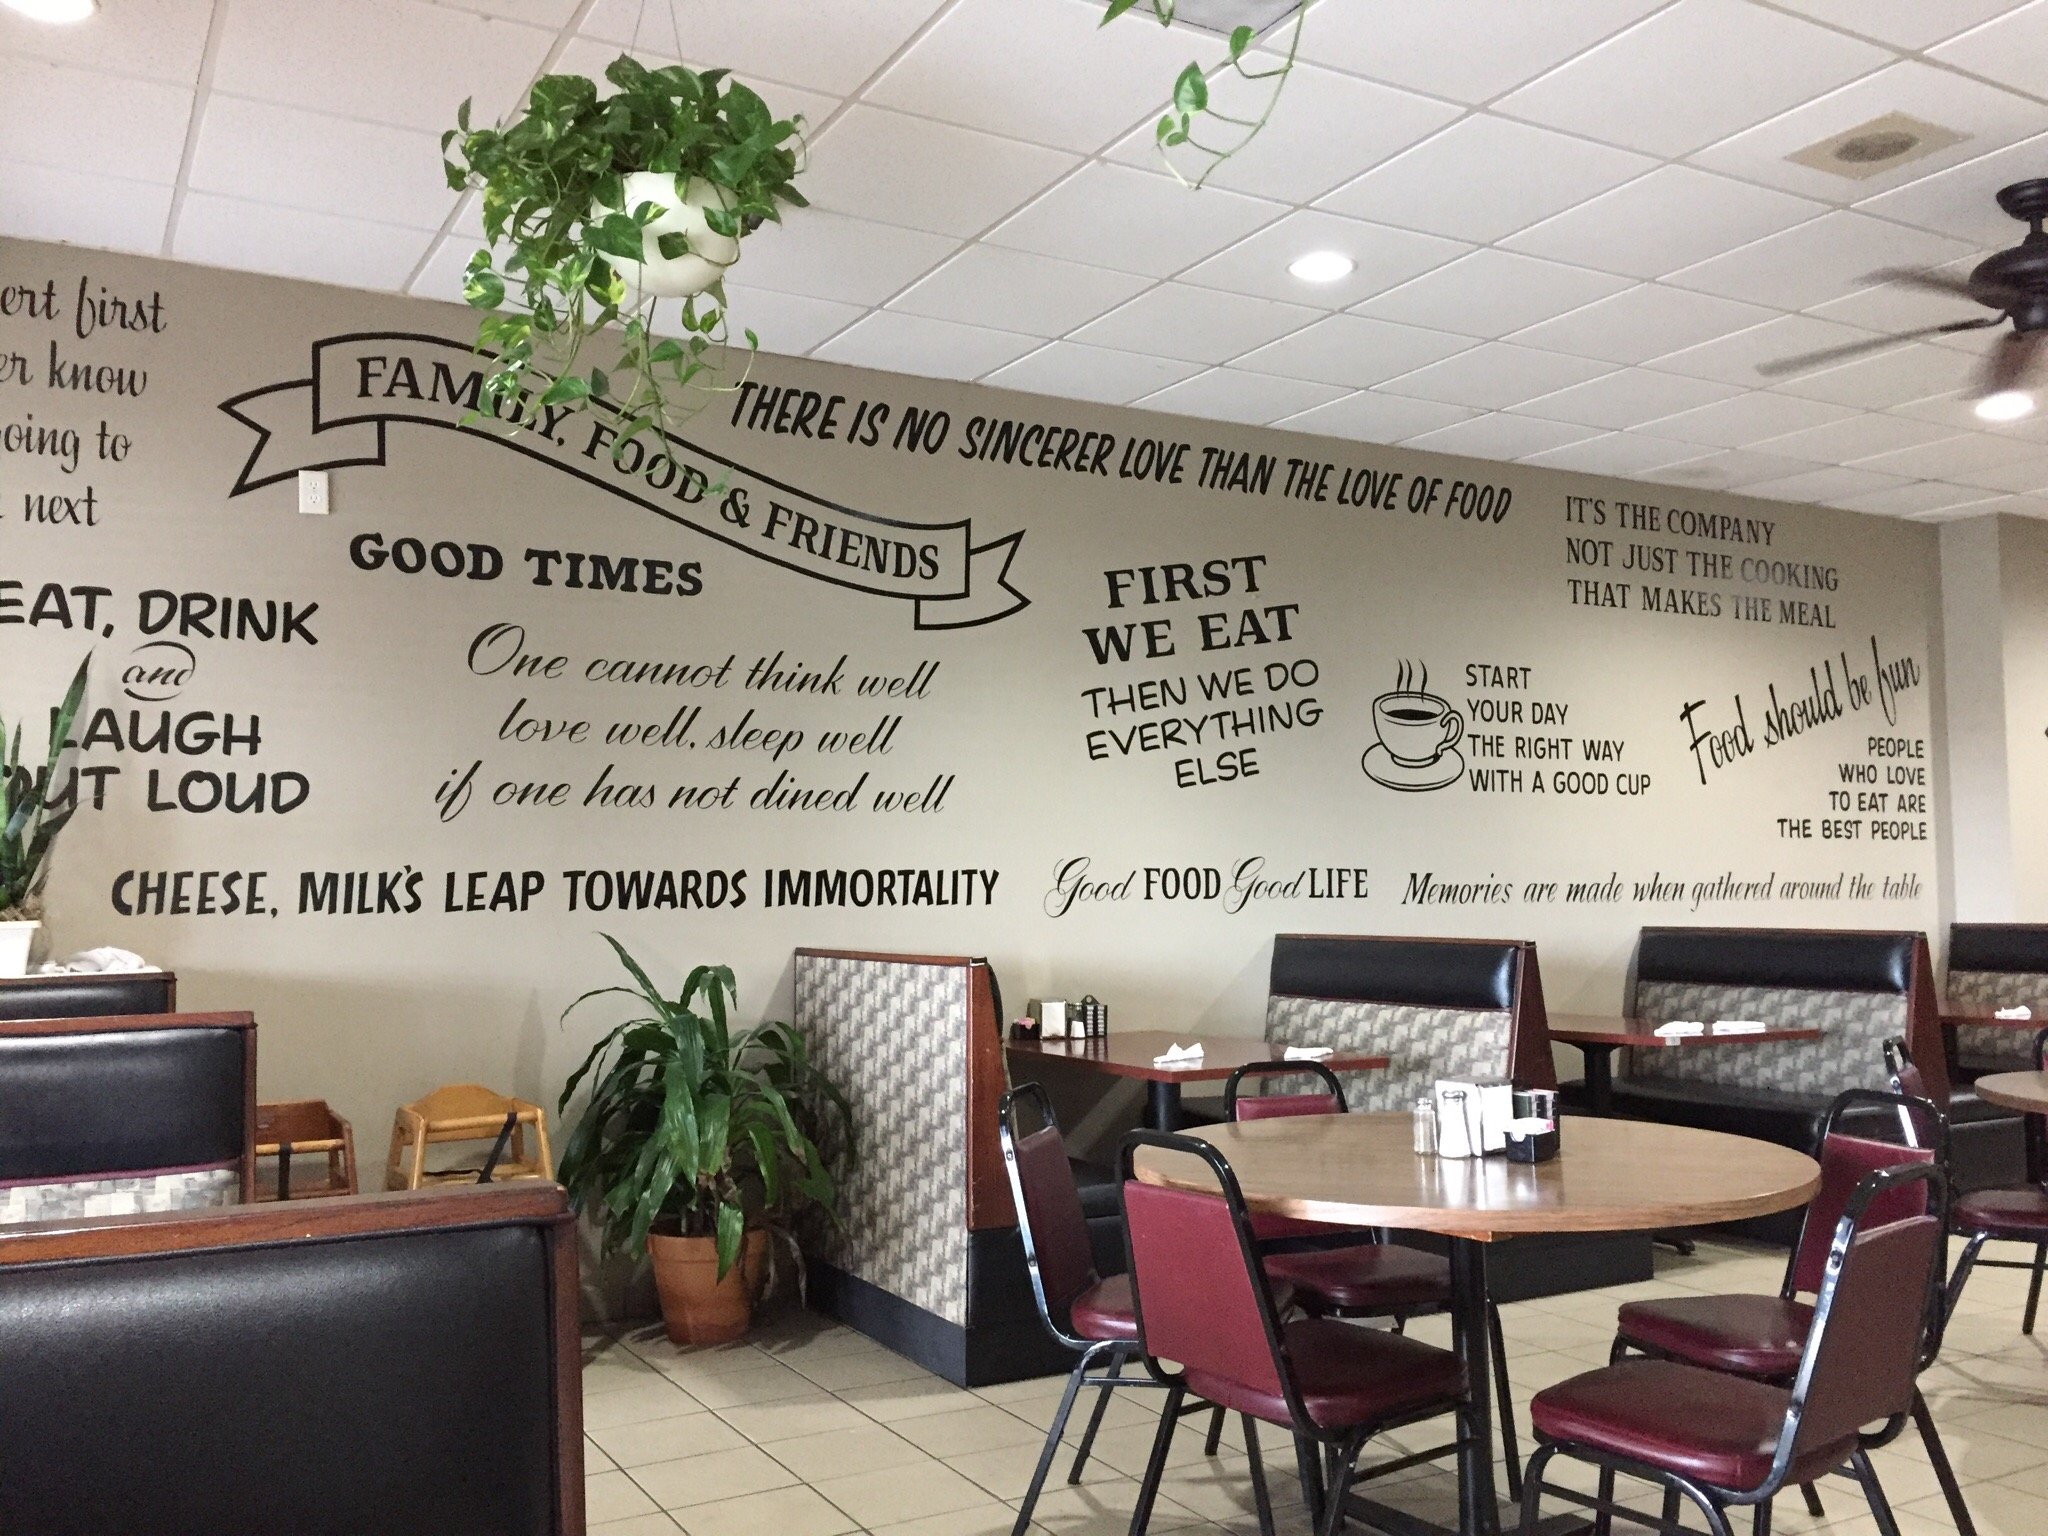 first
know
to
next
FAMILY, FOOD & FRIENDS
THERE IS NO SINCERER LOVE THAN THE LOVE OF FOOD
GOOD TIMES
EAT, DRINK
and
LAUGH
OUT LOUD
One cannot think well
love well, sleep well
if one has not dined well
FIRST
WE EAT
THEN WE DO
EVERYTHING
ELSE
IT'S THE COMPANY
NOT JUST THE COOKING
THAT MAKES THE MEAL
START
YOUR DAY
THE RIGHT WAY
WITH A GOOD CUP
Food should be fun
PEOPLE
WHO LOVE
TO EAT ARE
THE BEST PEOPLE
CHEESE, MILK'S LEAP TOWARDS IMMORTALITY
Good FOOD Good LIFE
Memories are made when gathered around the table